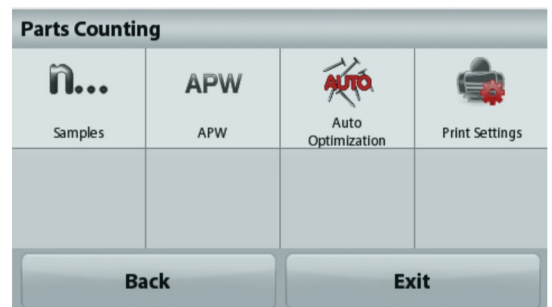 Parts Counting
n...
APW
AUTO
Samples
APW
Auto
Optimization
Print Settings
Back
Exit